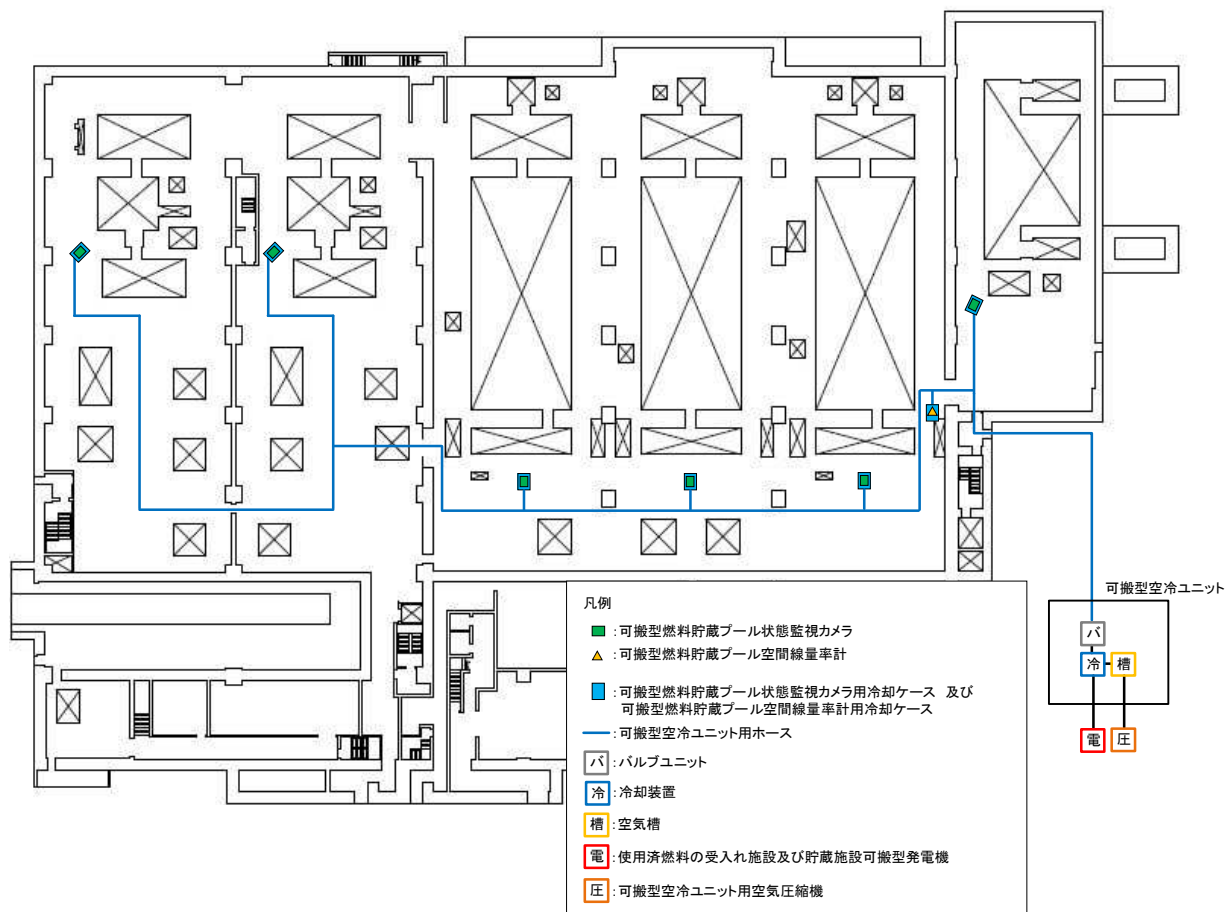 可搬型空冷ユニット
バ
冷
槽
電
圧
凡例
:可搬型燃料貯蔵プール状態監視カメラ
:可搬型燃料貯蔵プール空間線量率計
:可搬型燃料貯蔵プール状態監視カメラ用冷却ケース 及び
可搬型燃料貯蔵プール空間線量率計用冷却ケース
:可搬型空冷ユニット用ホース
バ:バルブユニット
冷:冷却装置
槽:空気槽
電:使用済燃料の受入れ施設及び貯蔵施設可搬型発電機
圧:可搬型空冷ユニット用空気圧縮機